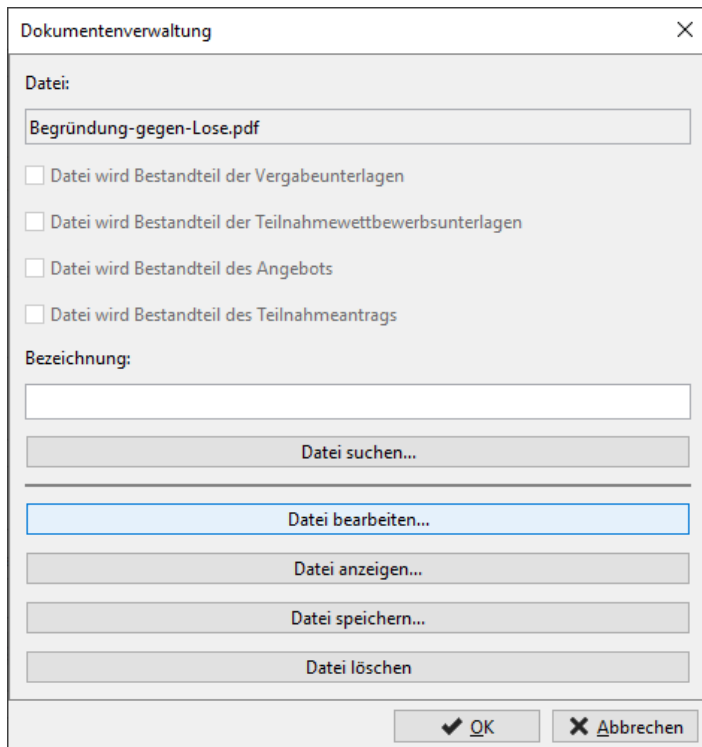 Dokumentenverwaltung
Datei:
Begründung-gegen-Lose.pdf
Datei wird Bestandteil der Vergabeunterlagen
Datei wird Bestandteil der Teilnahmewettbewerbsunterlagen
Datei wird Bestandteil des Angebots
Datei wird Bestandteil des Teilnahmeantrags
Bezeichnung:
Datei suchen...
Datei bearbeiten...
Datei anzeigen...
Datei speichern...
Datei löschen
OK Abbrechen